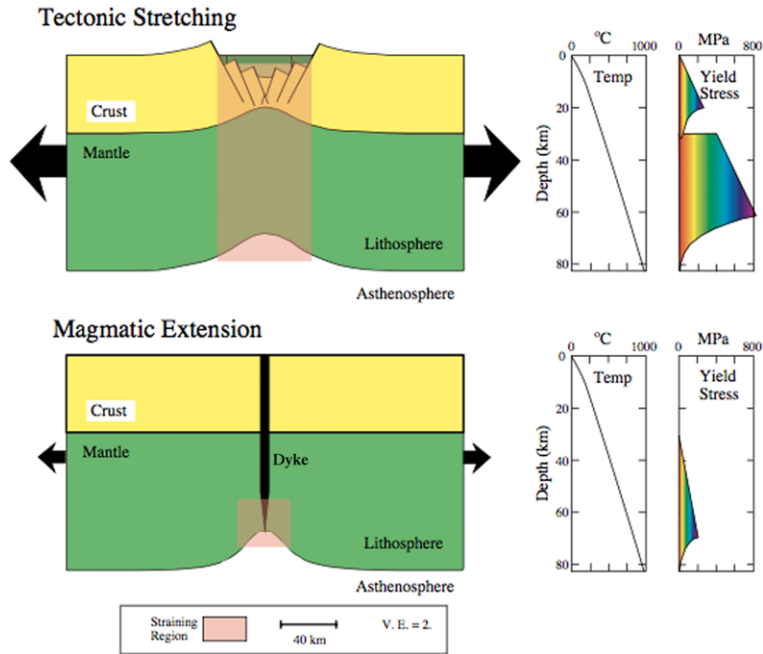 Tectonic Stretching
Crust
Mantle
Lithosphere
Asthenosphere
°C
0 1000
Temp
Depth (km)
0
20
40
60
80
MPa
0 800
Yield
Stress
Magmatic Extension
Crust
Mantle
Dyke
Lithosphere
Asthenosphere
°C
0 1000
Temp
Depth (km)
0
20
40
60
80
MPa
0 800
Yield
Stress
Straining
Region
40 km
V. E. = 2.